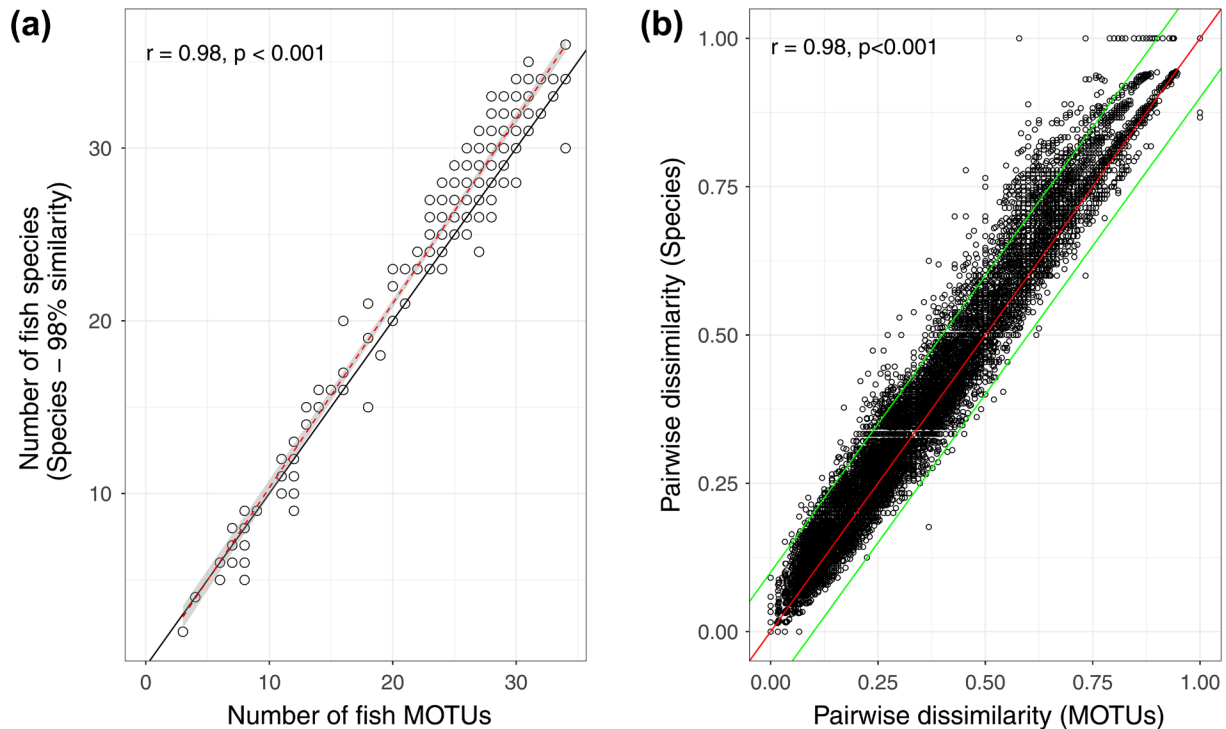 (a)
r = 0.98, p < 0.001
30
20
10
0
10
20
30
Number of fish MOTUs
Number of fish species
(Species – 98% similarity)
(b)
r = 0.98, p<0.001
1.00
0.75
0.50
0.25
0.00
0.00
0.25
0.50
0.75
1.00
Pairwise dissimilarity (MOTUs)
Pairwise dissimilarity (Species)